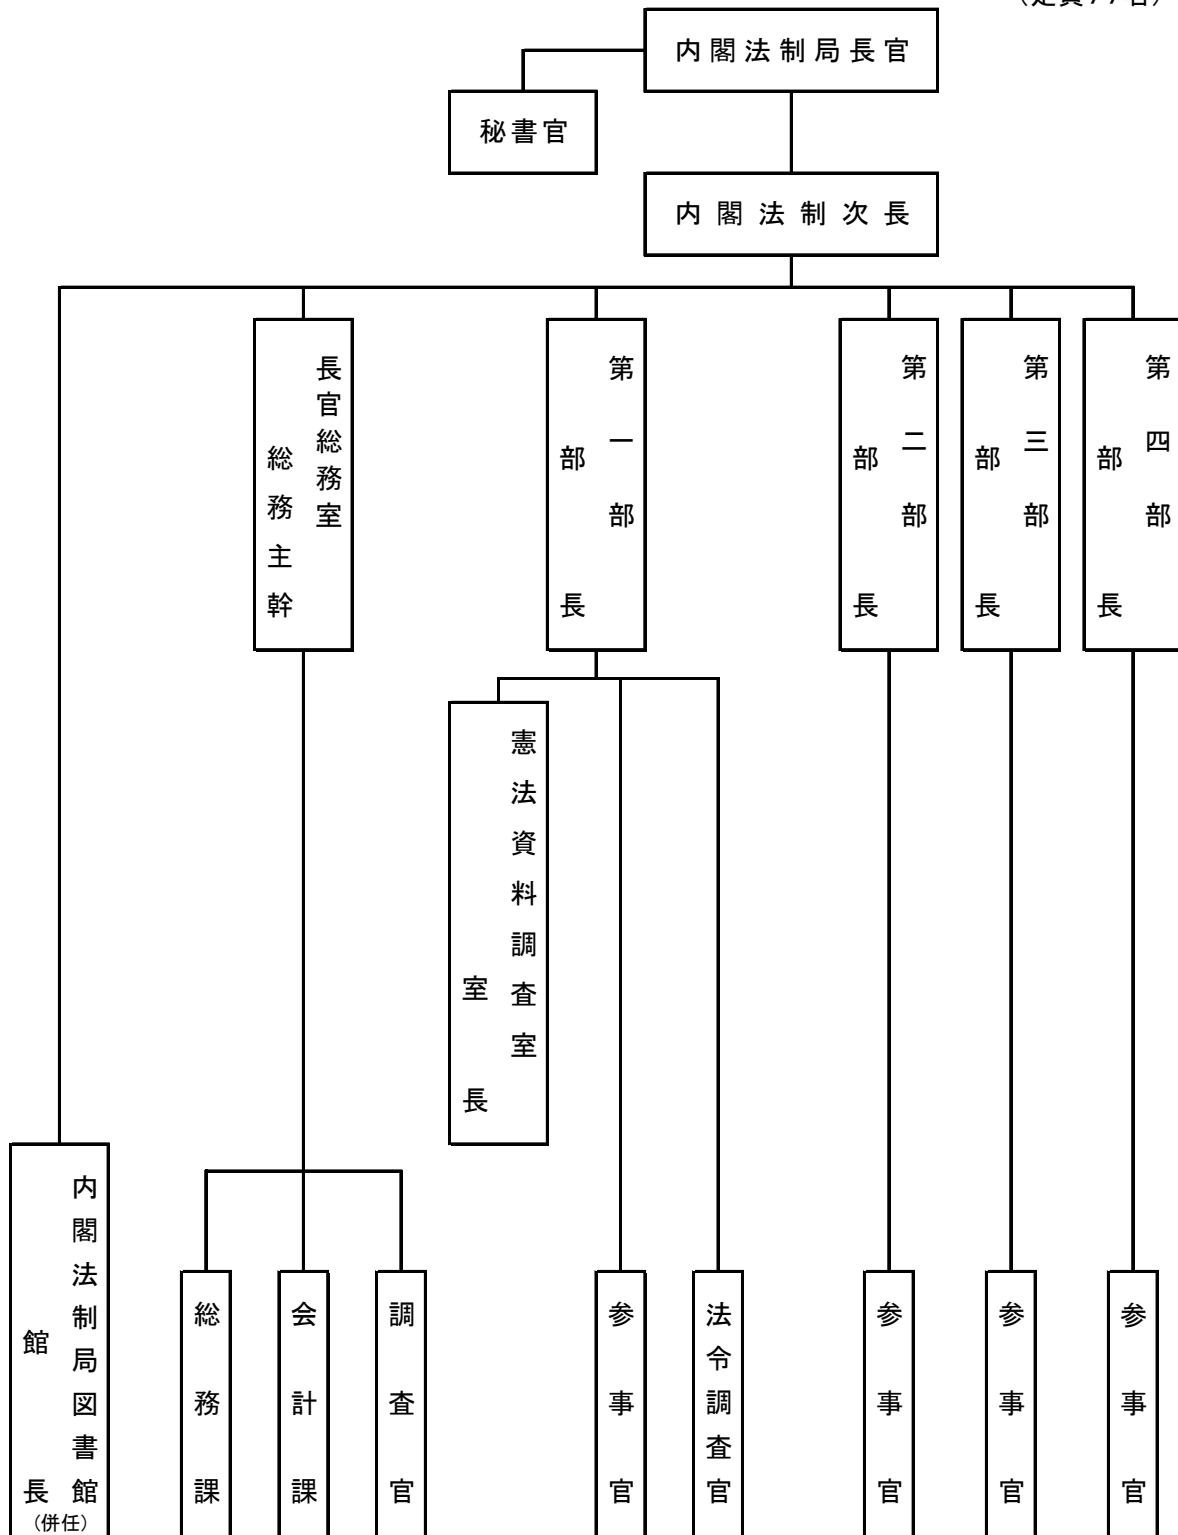 (定員77名)
内閣法制局長官
秘書官
内閣法制次長
長官総務室
総務主幹
第一部
部長
第二部
部長
第三部
部長
第四部
部長
憲法資料調査室
室長
内閣法制局図書館
館長
(併任)
総務課
会計課
調査官
参事官
法令調査官
参事官
参事官
参事官